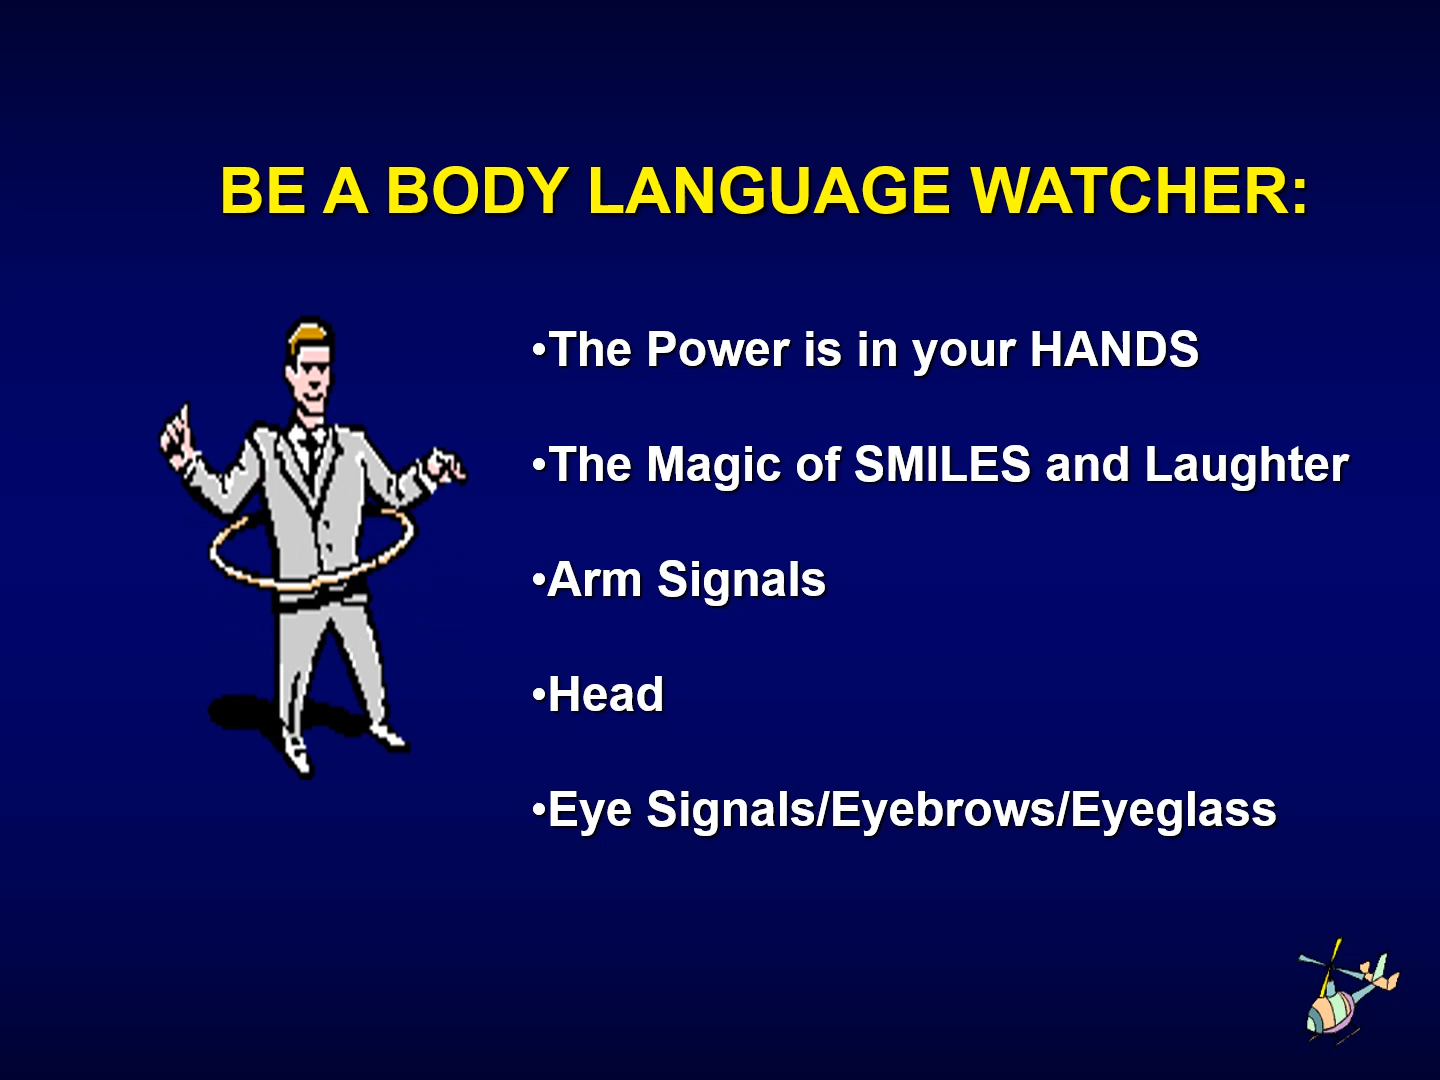 BE A BODY LANGUAGE WATCHER:
•The Power is in your HANDS
•The Magic of SMILES and Laughter
•Arm Signals
•Head
•Eye Signals/Eyebrows/Eyeglass